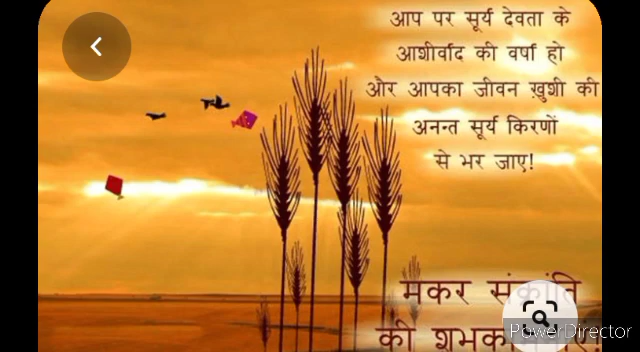 आप पर सूर्य देवता के
आशीर्वाद की वर्षा हो
और आपका जीवन ख़ुशी की
अनन्त सूर्य किरणों
से भर जाए!
मकर संक्रांति
की
PowerDirector